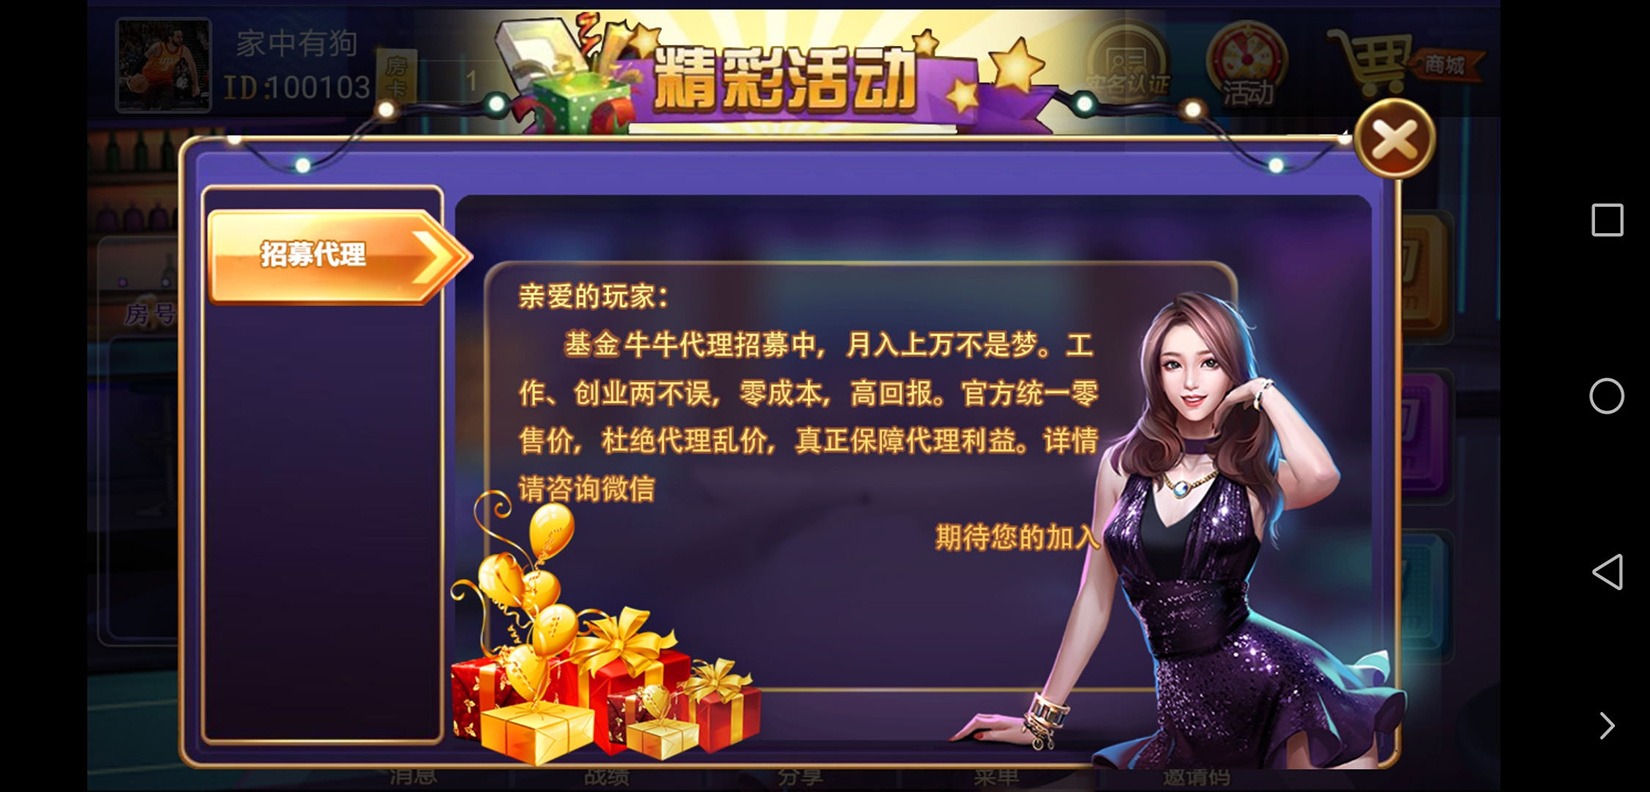 家中有狗
ID:100103
房卡
1
精彩活动
实名认证
活动
商城
招募代理
房号
亲爱的玩家：
基金牛牛代理招募中，月入上万不是梦。工
作、创业两不误，零成本，高回报。官方统一零
售价，杜绝代理乱价，真正保障代理利益。详情
请咨询微信
期待您的加入
消息
战绩
分享
菜单
邀请码